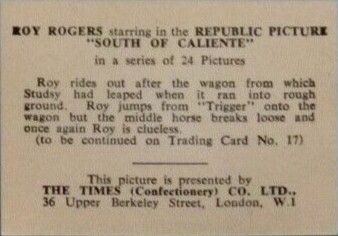 ROY ROGERS starring in the REPUBLIC PICTURE
"SOUTH OF CALIENTE"
in a series of 24 Pictures
Roy rides out after the wagon from which
Studsy had leaped when it ran into rough
ground. Roy jumps from "Trigger" onto the
wagon but the middle horse breaks loose and
once again Roy is clueless.
(to be continued on Trading Card No. 17)
This picture is presented by
THE TIMES (Confectionery) CO. LTD.,
36 Upper Berkeley Street, London, W.1